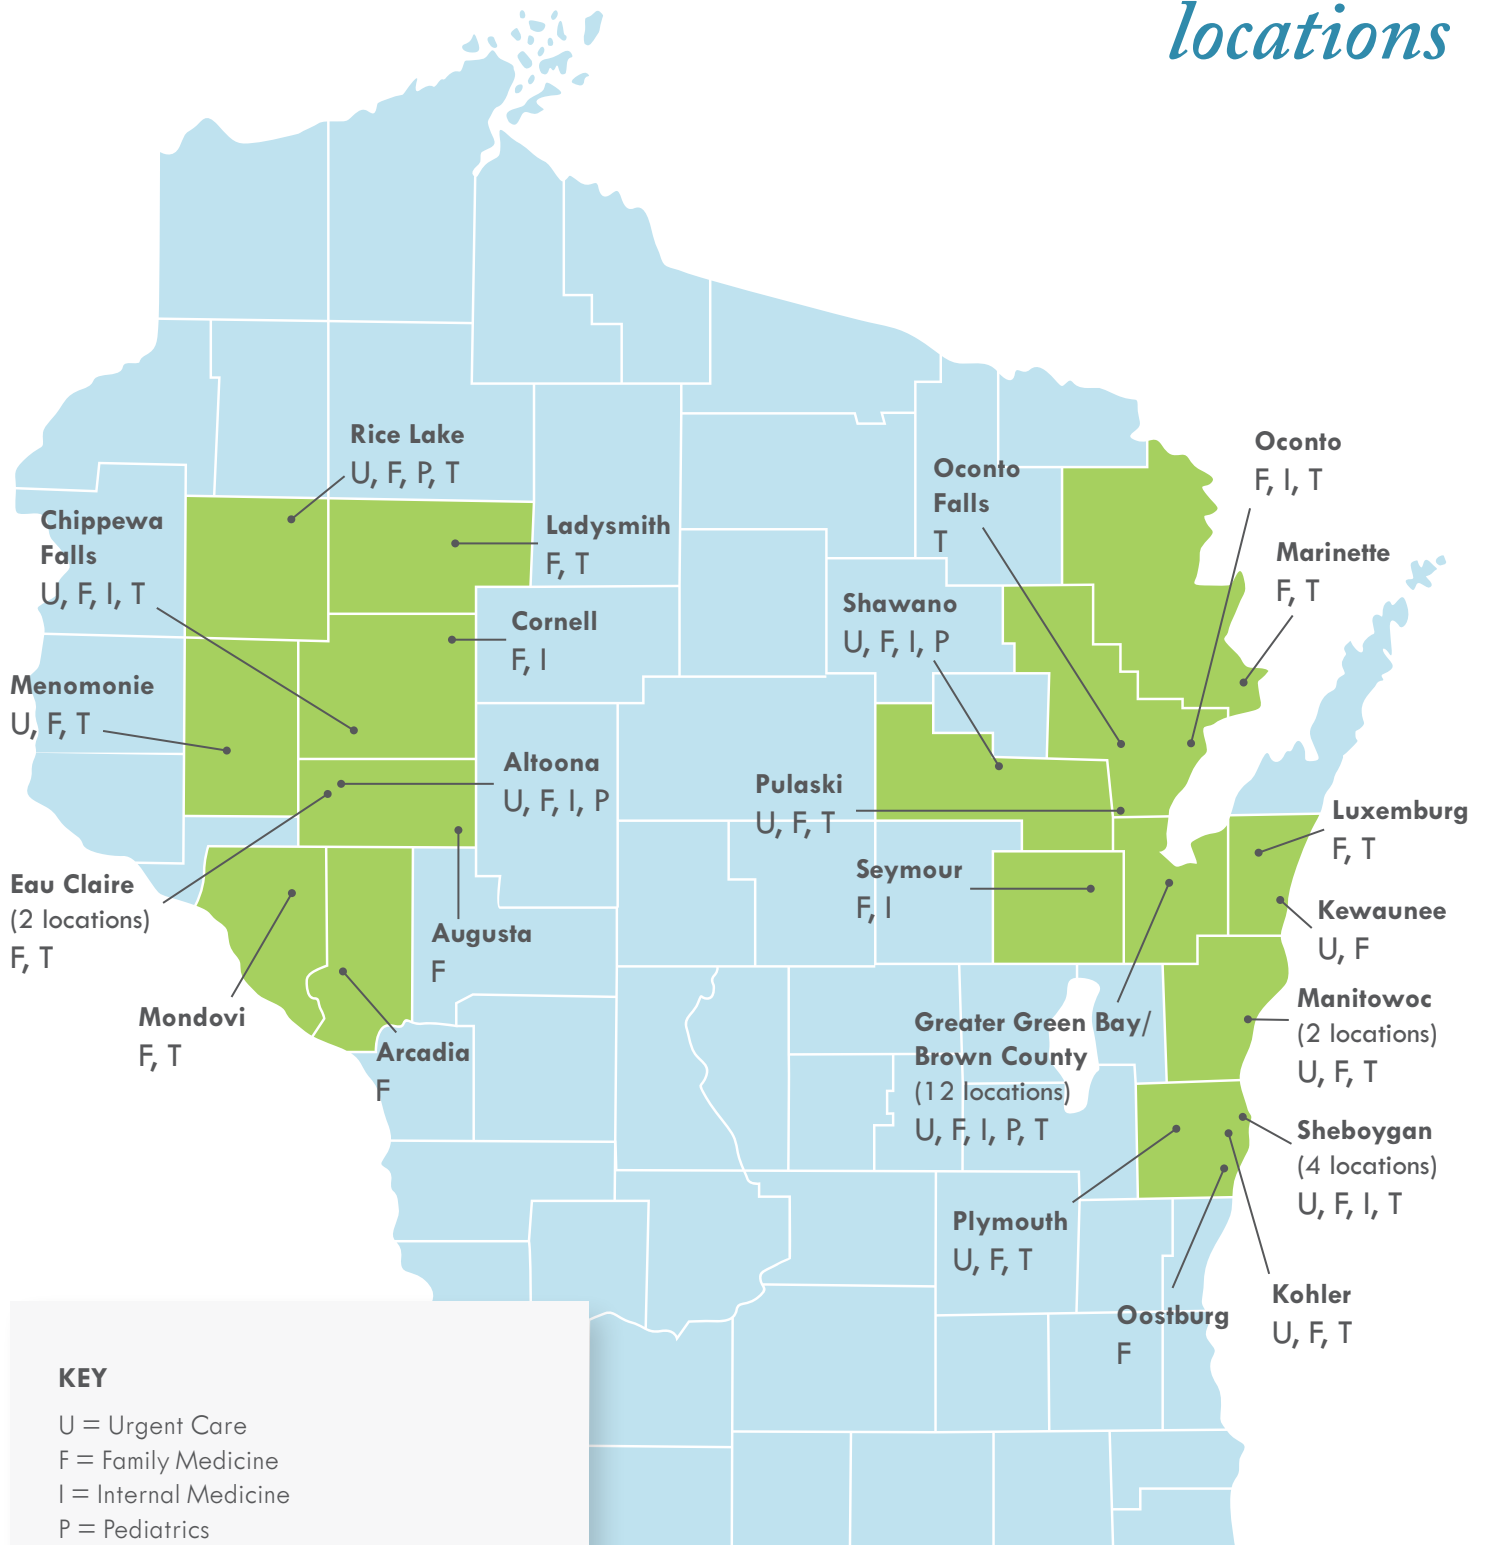 locations
Rice Lake
U, F, P, T
Chippewa
Falls
U, F, I, T
Ladysmith
F, T
Cornell
F, I
Menomonie
U, F, T
Altoona
U, F, I, P
Eau Claire
(2 locations)
F, T
Augusta
F
Mondovi
F, T
Arcadia
F
Oconto
Falls
T
Oconto
F, I, T
Marinette
F, T
Shawano
U, F, I, P
Pulaski
U, F, T
Seymour
F, I
Luxemburg
F, T
Kewaunee
U, F
Greater Green Bay/
Brown County
(12 locations)
U, F, I, P, T
Manitowoc
(2 locations)
U, F, T
Sheboygan
(4 locations)
U, F, I, T
Plymouth
U, F, T
Oostburg
F
Kohler
U, F, T
KEY
U = Urgent Care
F = Family Medicine
I = Internal Medicine
P = Pediatrics